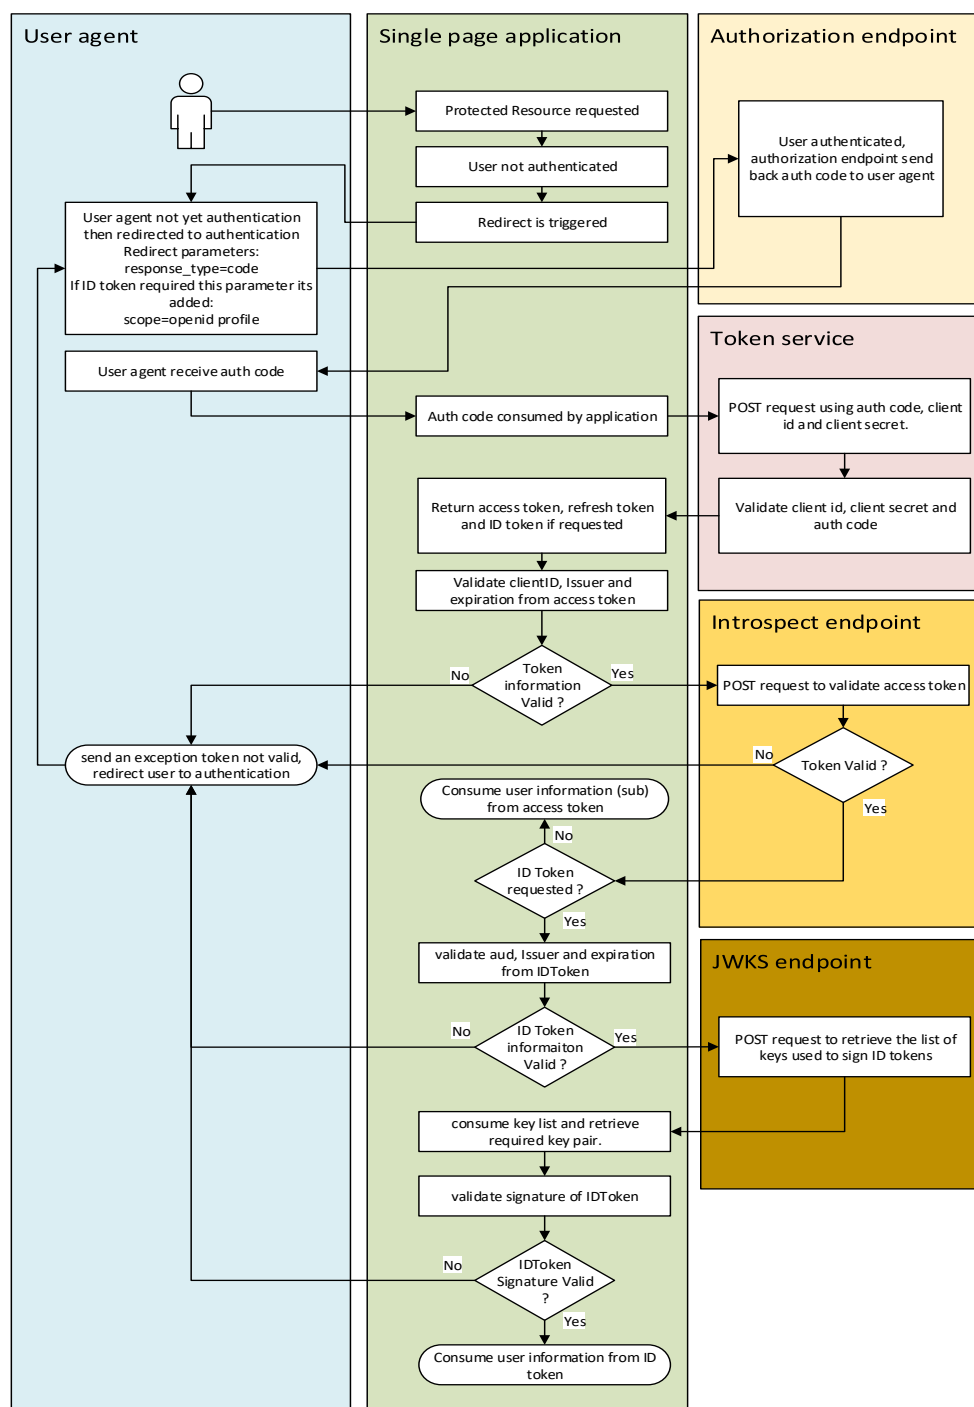 User agent
Single page application
Authorization endpoint
Protected Resource requested
User authenticated,
authorization endpoint send
back auth code to user agent
User not authenticated
Redirect is triggered
User agent not yet authentication
then redirected to authentication
Redirect parameters:
response_type=code
If ID token required this parameter its
added:
scope=openid profile
Token service
User agent receive auth code
POST request using auth code, client
id and client secret.
Auth code consumed by application
Validate client id, client secret and
auth code
Return access token, refresh token
and ID token if requested
Validate clientID, Issuer and
expiration from access token
Introspect endpoint
Token
information
Valid ?
No
Yes
POST request to validate access token
send an exception token not valid,
redirect user to authentication
Token Valid ?
No
Yes
Consume user information (sub)
from access token
No
ID Token
requested ?
Yes
validate aud, Issuer and expiration
from IDToken
JWKS endpoint
ID Token
informaiton
Valid ?
No
Yes
POST request to retrieve the list of
keys used to sign ID tokens
consume key list and retrieve
required key pair.
validate signature of IDToken
IDToken
Signature Valid
?
No
Yes
Consume user information from ID
token